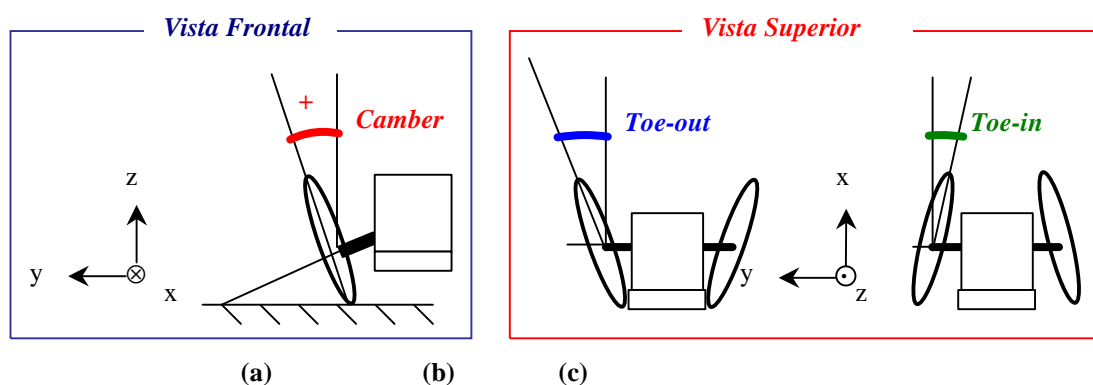 Vista Frontal
+
Camber
z
y
x
Vista Superior
Toe-out
Toe-in
x
y
z
(a)
(b)
(c)